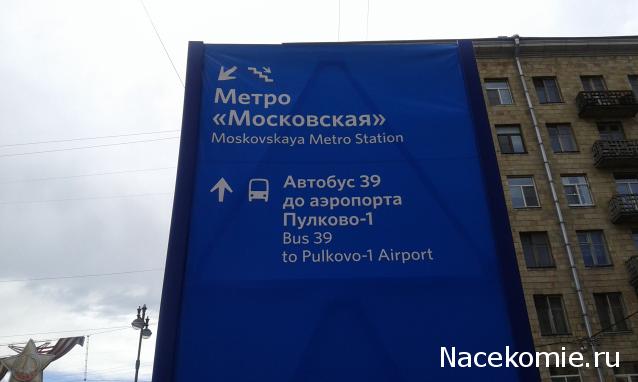 Метро
«Московская»
Moskovskaya Metro Station
Автобус 39
до аэропорта
Пулково-1
Bus 39
to Pulkovo-1 Airport
Nacekomie.ru